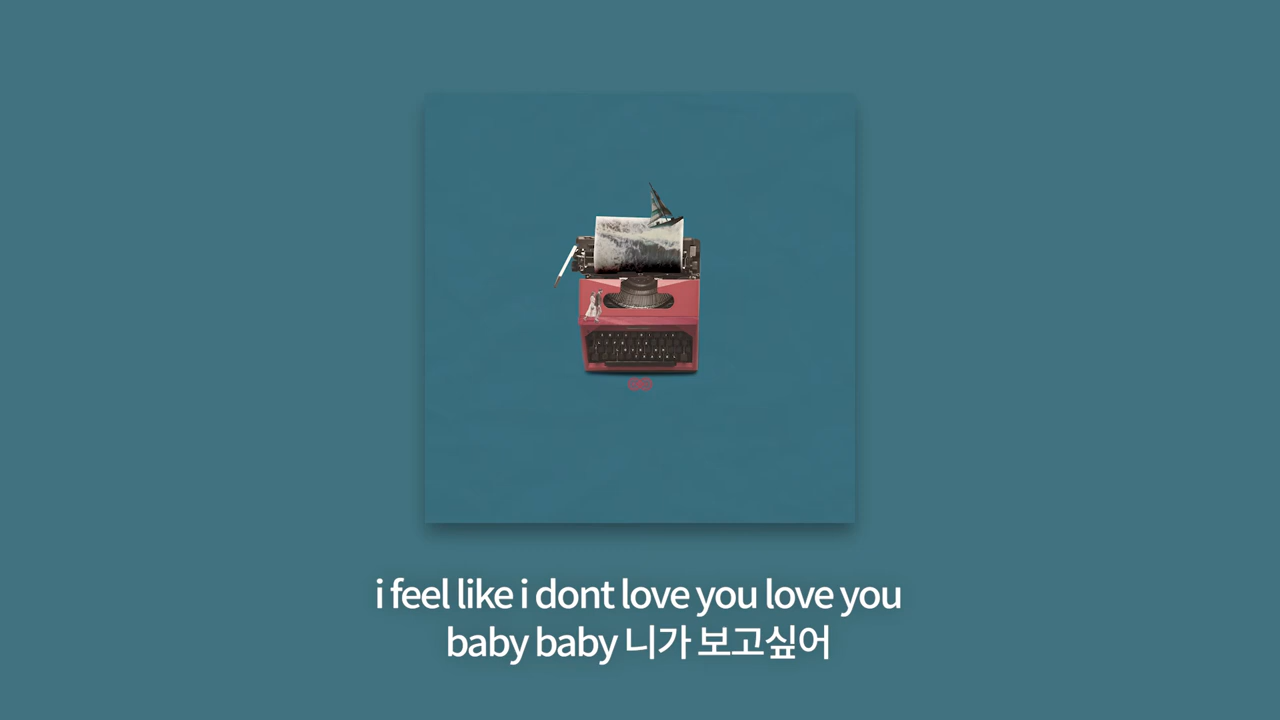 i feel like i dont love you love you
baby baby 니가 보고싶어